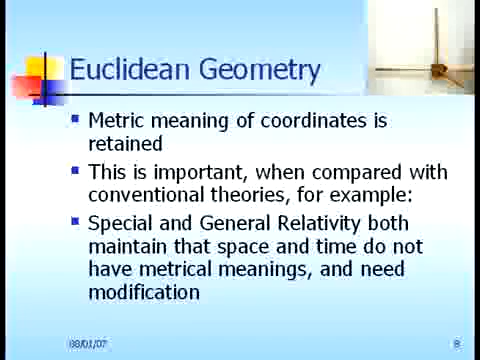 Euclidean Geometry
Metric meaning of coordinates is
retained
This is important, when compared with
conventional theories, for example:
Special and General Relativity both
maintain that space and time do not
have metrical meanings, and need
modification
08/01/07
8